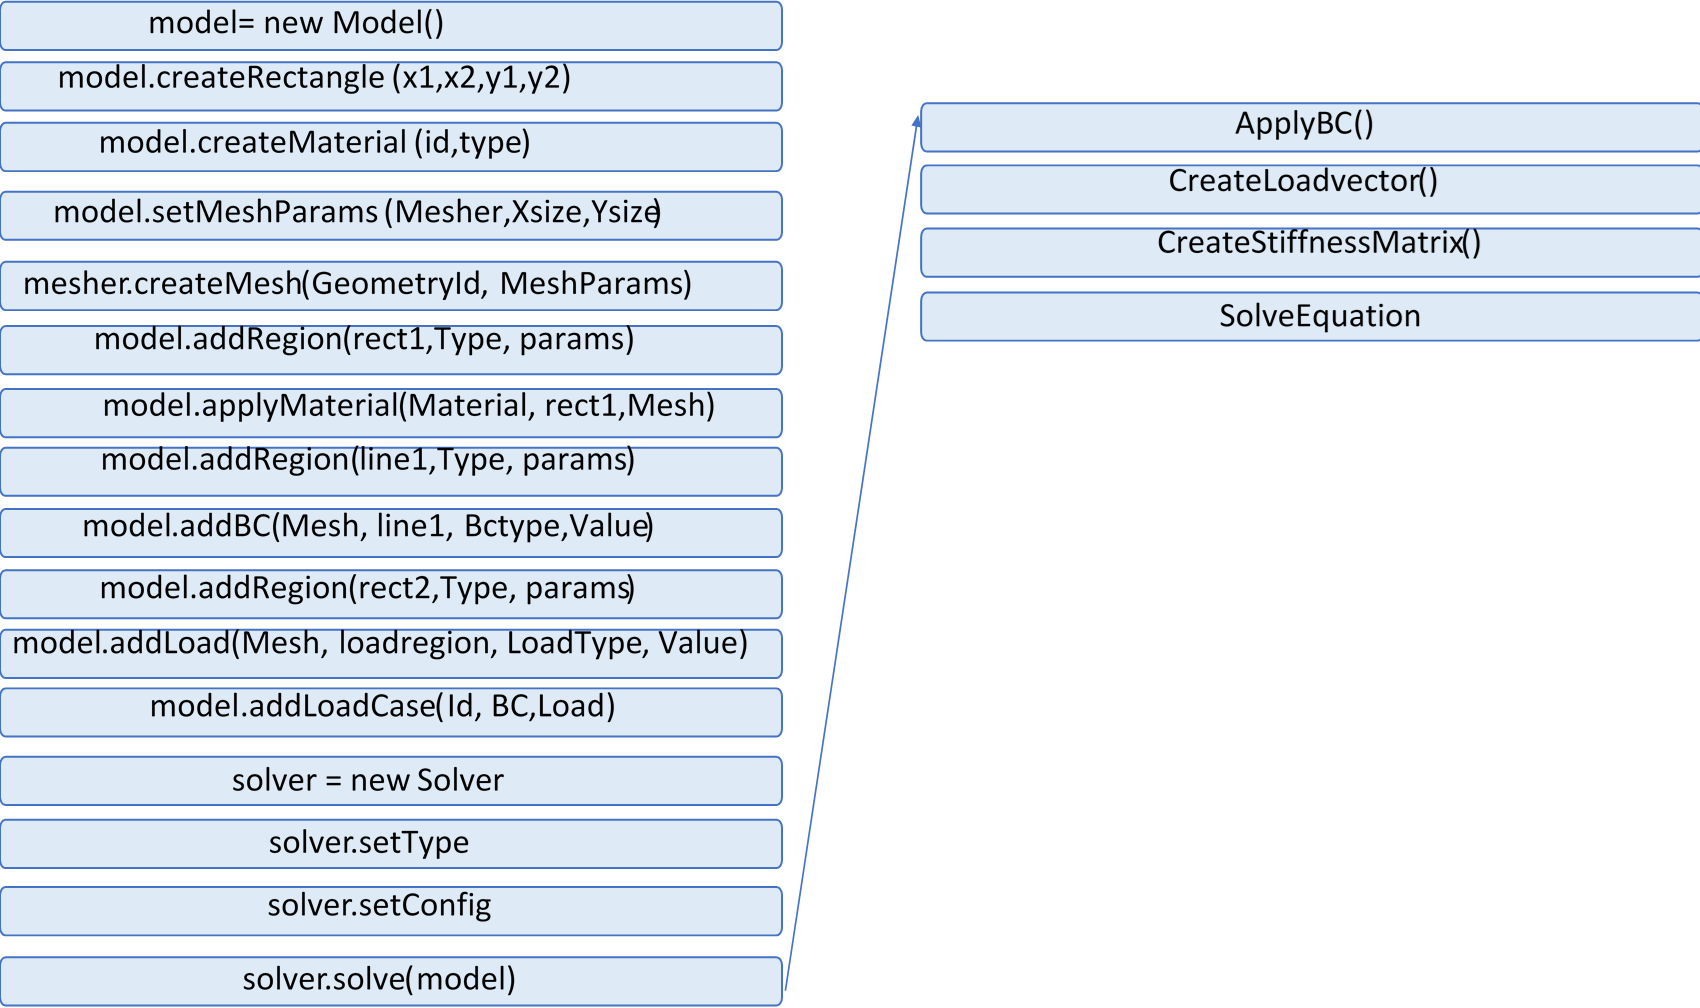 model= new Model()
model.createRectangle (x1,x2,y1,y2)
model.createMaterial (id,type)
model.setMeshParams (Mesher,Xsize,Ysize)
mesher.createMesh(GeometryId, MeshParams)
model.addRegion(rect1,Type, params)
model.applyMaterial(Material, rect1,Mesh)
model.addRegion(line1,Type, params)
model.addBC(Mesh, line1, Bctype,Value)
model.addRegion(rect2,Type, params)
model.addLoad(Mesh, loadregion, LoadType, Value)
model.addLoadCase(Id, BC,Load)
solver = new Solver
solver.setType
solver.setConfig
solver.solve(model)
ApplyBC()
CreateLoadvector()
CreateStiffnessMatrix()
SolveEquation